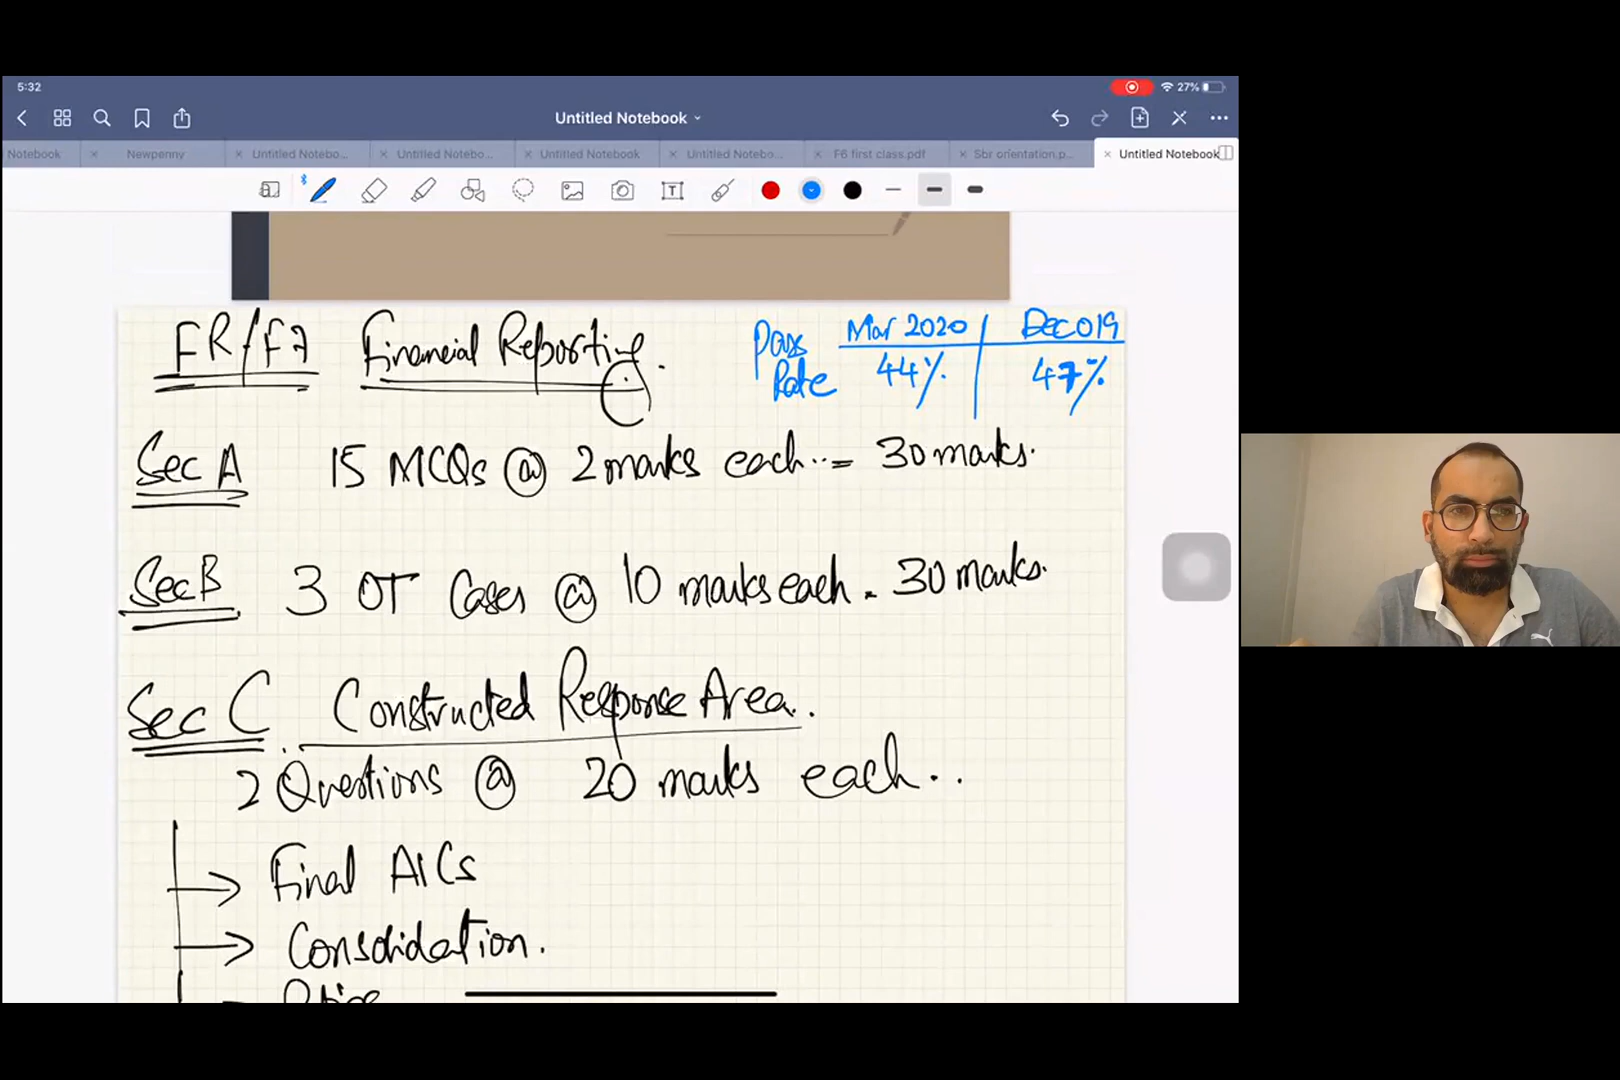 5:32
27%
Untitled Notebook
Notebook
Newpenny
Untitled Notebo...
Untitled Notebo...
Untitled Notebook
Untitled Notebo...
F6 first class.pdf
Sbr orientation.p...
Untitled Notebook
T
FR/F7 Financial Reporting.
Pass Rate
Mar 2020 Dec 019
44% 47%
Sec A 15 MCQs @ 2 marks each..= 30 marks.
Sec B 3 OT Cases @ 10 marks each. = 30 marks.
Sec C Constructed Response Area.
2 Questions @ 20 marks each..
Final A/Cs
Consolidation.